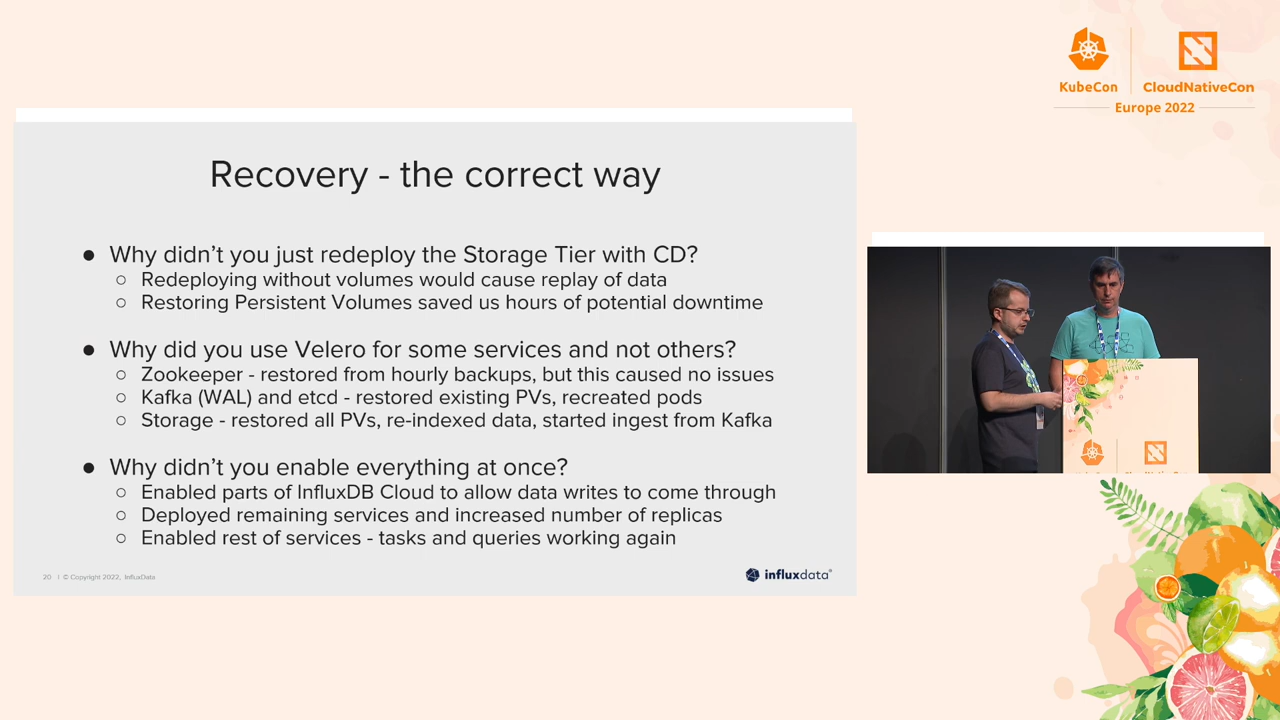 KubeCon
CloudNativeCon
Europe 2022
Recovery - the correct way
● Why didn't you just redeploy the Storage Tier with CD?
○ Redeploying without volumes would cause replay of data
○ Restoring Persistent Volumes saved us hours of potential downtime
● Why did you use Velero for some services and not others?
○ Zookeeper - restored from hourly backups, but this caused no issues
○ Kafka (WAL) and etcd - restored existing PVs, recreated pods
○ Storage - restored all PVs, re-indexed data, started ingest from Kafka
● Why didn't you enable everything at once?
○ Enabled parts of InfluxDB Cloud to allow data writes to come through
○ Deployed remaining services and increased number of replicas
○ Enabled rest of services - tasks and queries working again
20 | © Copyright 2022, InfluxData
influxdata®